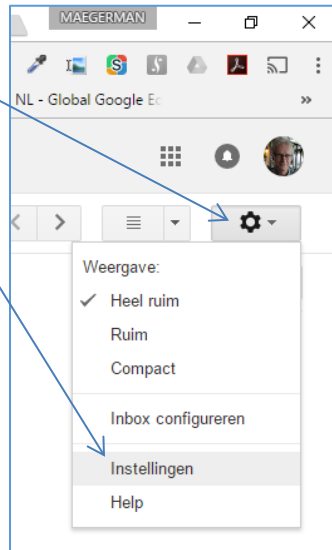 MAEGERMAN
NL - Global Google Ec
»
Weergave:
✓ Heel ruim
Ruim
Compact
Inbox configureren
Instellingen
Help